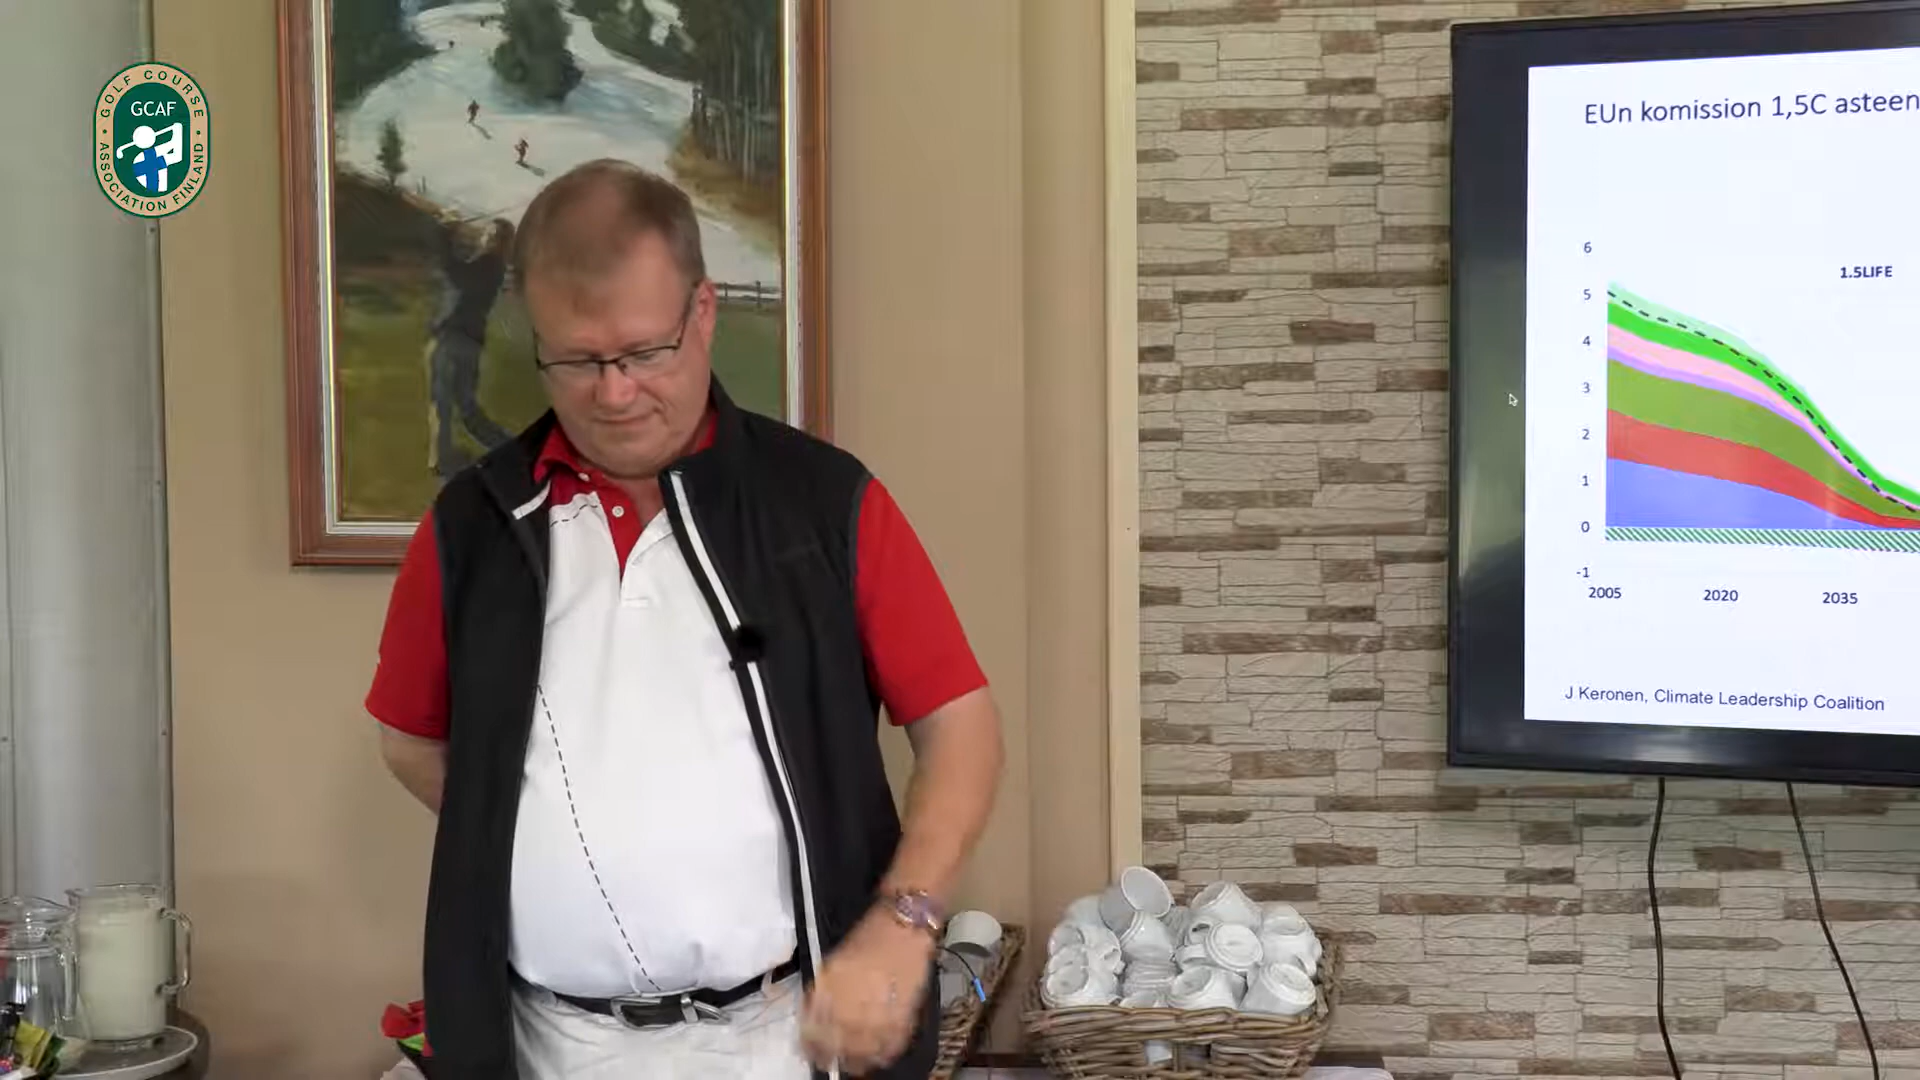 GOLF COURSE
GCAF
ASSOCIATION FINLAND
EUn komission 1,5C asteen
6
1.5LIFE
5
4
3
2
1
0
-1
2005 2020 2035
J Keronen, Climate Leadership Coalition